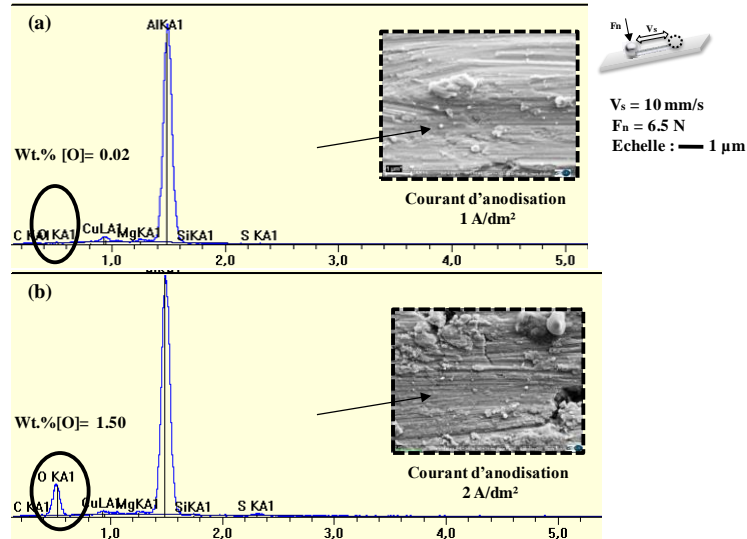 (a)
AlKA1
Wt.% [O]= 0.02
C KA1 O KA1 CuLA1 MgKA1 SiKA1 S KA1
1,0 2,0 3,0 4,0 5,0
1 µm
Courant d'anodisation
1 A/dm²
Fn Vs
Vs = 10 mm/s
Fn = 6.5 N
Echelle : 1 µm
(b)
AlKA1
Wt.%[O]= 1.50
O KA1
C KA1 CuLA1 MgKA1 SiKA1 S KA1
1,0 2,0 3,0 4,0 5,0
Courant d'anodisation
2 A/dm²